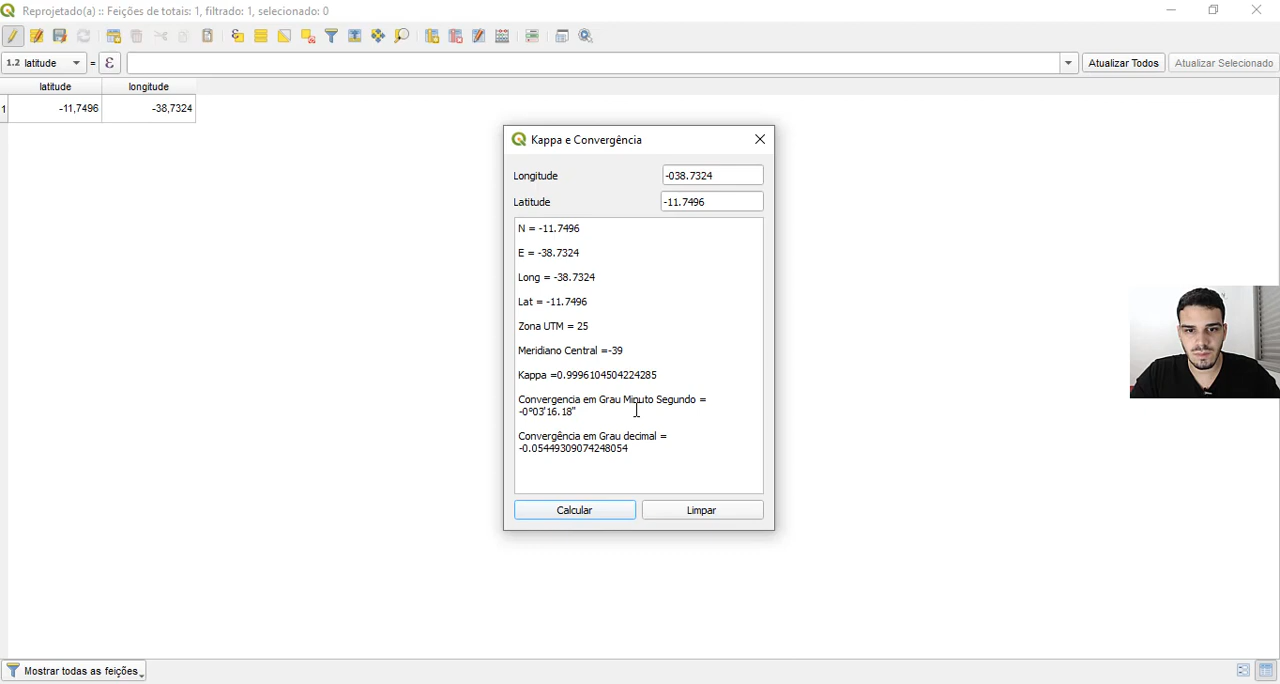 Reprojetado(a) :: Feições de totais: 1, filtrado: 1, selecionado: 0
1.2 latitude
=
ε
Atualizar Todos
Atualizar Selecionado
latitude
longitude
1
-11,7496
-38,7324
Kappa e Convergência
Longitude
-038.7324
Latitude
-11.7496
N = -11.7496
E = -38.7324
Long = -38.7324
Lat = -11.7496
Zona UTM = 25
Meridiano Central =-39
Kappa =0.9996104504224285
Convergencia em Grau Minuto Segundo =
-0°03'16.18"
Convergência em Grau decimal =
-0.05449309074248054
Calcular
Limpar
Mostrar todas as feições